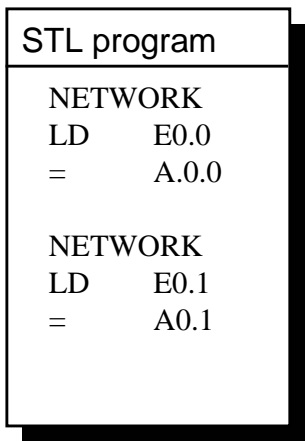 STL program
NETWORK
LD E0.0
= A.0.0
NETWORK
LD E0.1
= A0.1